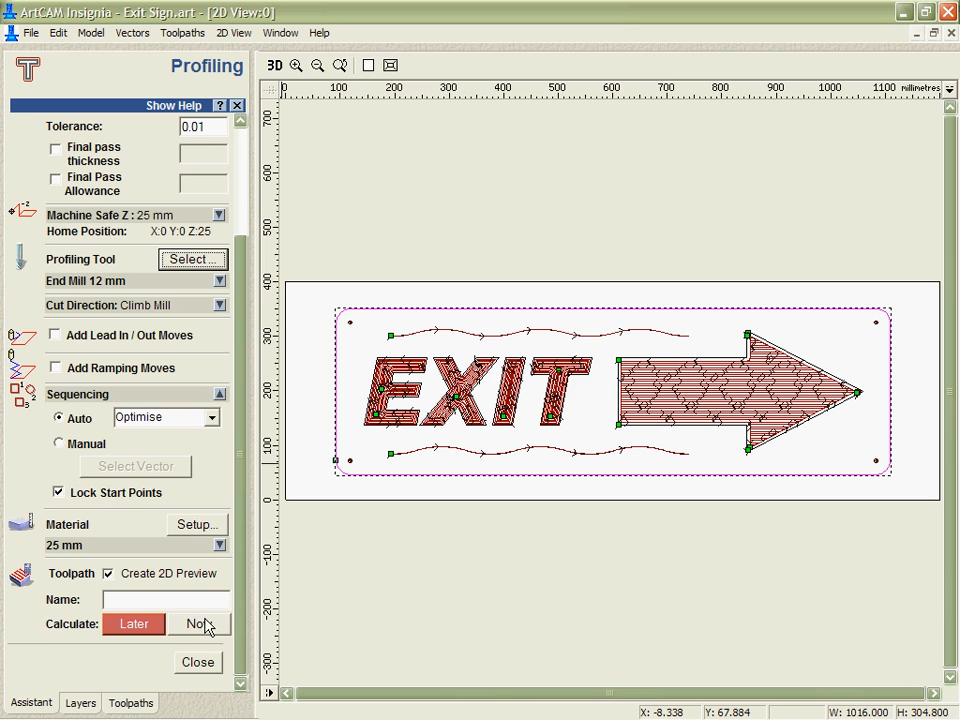 ArtCAM Insignia - Exit Sign.art - [2D View:0]
File Edit Model Vectors Toolpaths 2D View Window Help
Profiling
Show Help ?
Tolerance: 0.01
Final pass
thickness
Final Pass
Allowance
Machine Safe Z : 25 mm
Home Position: X:0 Y:0 Z:25
Profiling Tool Select ...
End Mill 12 mm
Cut Direction: Climb Mill
Add Lead In / Out Moves
Add Ramping Moves
Sequencing
Auto Optimise
Manual
Select Vector
Lock Start Points
Material Setup...
25 mm
Toolpath Create 2D Preview
Name:
Calculate: Later
Close
Assistant Layers Toolpaths
3D
0 100 200 300 400 500 600 700 800 900 1000 1100 millimetres
700
600
500
400
300
200
100
0
-100
-200
-300
EXIT
X: -8.338 Y: 67.884 W: 1016.000 H: 304.800